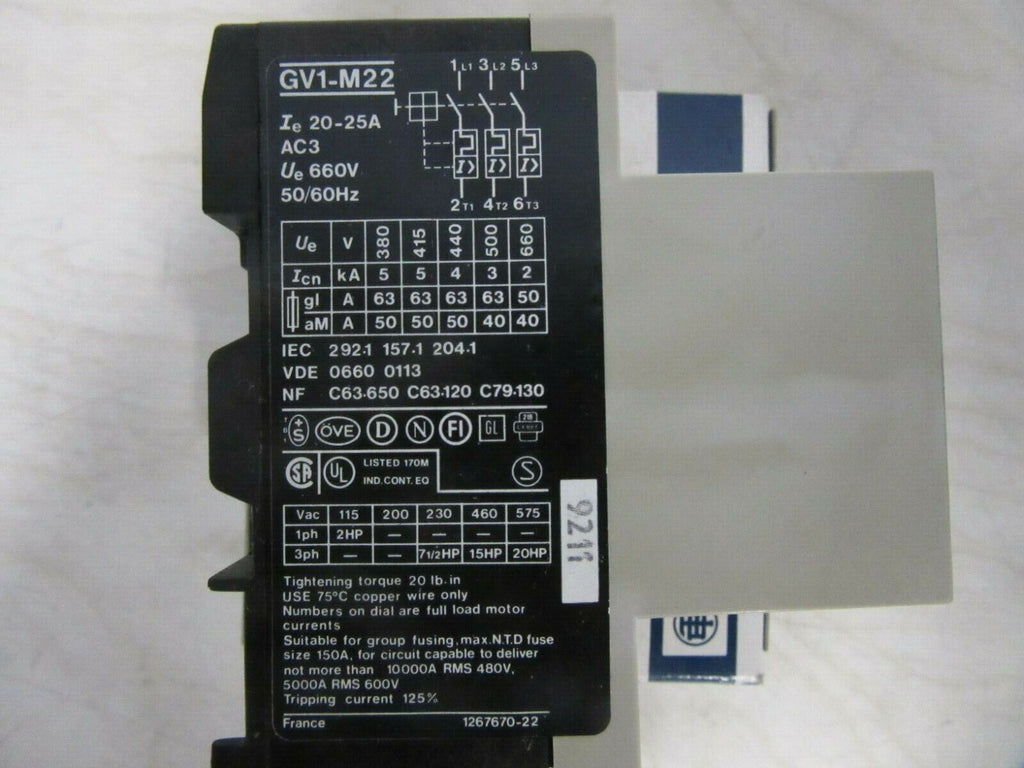 GV1-M22
1 L1 3 L2 5 L3
Ie 20-25A
AC3
Ue 660V
50/60Hz
I> I> I>
2 T1 4 T2 6 T3
Ue V 380 415 440 500 660
Icn kA 5 5 4 3 2
gl A 63 63 63 63 50
aM A 50 50 50 40 40
IEC 292.1 157.1 204.1
VDE 0660 0113
NF C63.650 C63.120 C79.130
+S ÖVE D N FI GL
SA UL LISTED 170M
IND.CONT. EQ
S
Vac 115 200 230 460 575
1ph 2HP — — — —
3ph — — 71/2HP 15HP 20HP
9211
Tightening torque 20 lb.in
USE 75°C copper wire only
Numbers on dial are full load motor
currents
Suitable for group fusing, max.N.T.D fuse
size 150A, for circuit capable to deliver
not more than 10000A RMS 480V,
5000A RMS 600V
Tripping current 125%
France 1267670-22